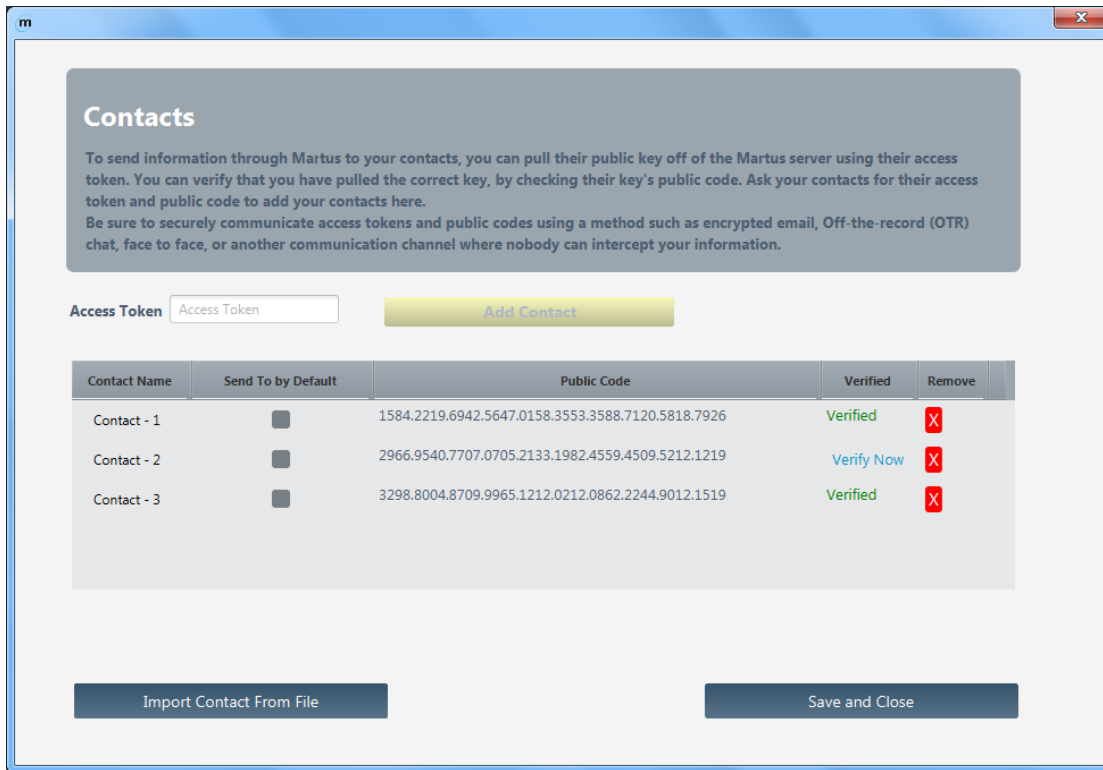 m
X
Contacts
To send information through Martus to your contacts, you can pull their public key off of the Martus server using their access
token. You can verify that you have pulled the correct key, by checking their key's public code. Ask your contacts for their access
token and public code to add your contacts here.
Be sure to securely communicate access tokens and public codes using a method such as encrypted email, Off-the-record (OTR)
chat, face to face, or another communication channel where nobody can intercept your information.
Access Token Access Token Add Contact
Contact Name Send To by Default Public Code Verified Remove
Contact - 1 1584.2219.6942.5647.0158.3553.3588.7120.5818.7926 Verified X
Contact - 2 2966.9540.7707.0705.2133.1982.4559.4509.5212.1219 Verify Now X
Contact - 3 3298.8004.8709.9965.1212.0212.0862.2244.9012.1519 Verified X
Import Contact From File Save and Close